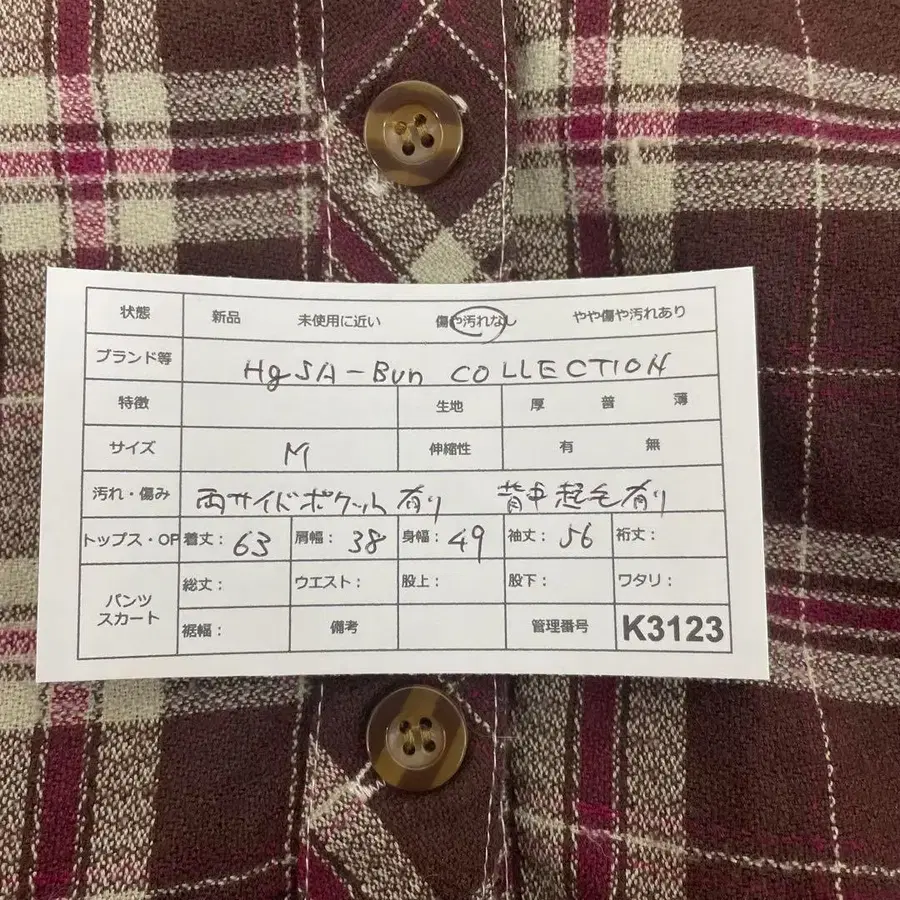 状態 新品 未使用に近い 傷や汚れなし やや傷や汚れあり
ブランド等 HgSA-Bun COLLECTION
特徴 生地 厚 普 薄
サイズ M 伸縮性 有 無
汚れ・傷み 両サイドポケット有り 背中起毛有り
トップス・OP 着丈: 63 肩幅: 38 身幅: 49 袖丈: 56 裄丈:
パンツ スカート 総丈: ウエスト: 股上: 股下: ワタリ:
裾幅: 備考 管理番号 K3123